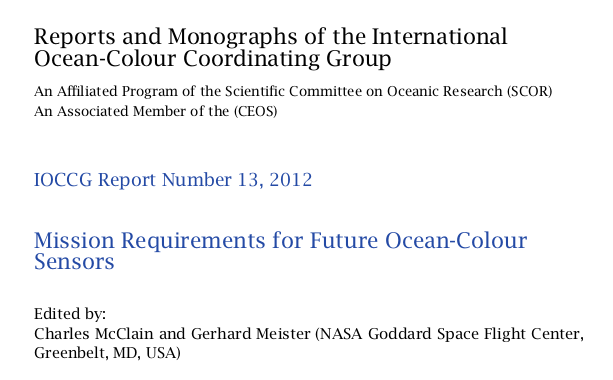 Reports and Monographs of the International
Ocean-Colour Coordinating Group
An Affiliated Program of the Scientific Committee on Oceanic Research (SCOR)
An Associated Member of the (CEOS)
IOCCG Report Number 13, 2012
Mission Requirements for Future Ocean-Colour
Sensors
Edited by:
Charles McClain and Gerhard Meister (NASA Goddard Space Flight Center,
Greenbelt, MD, USA)